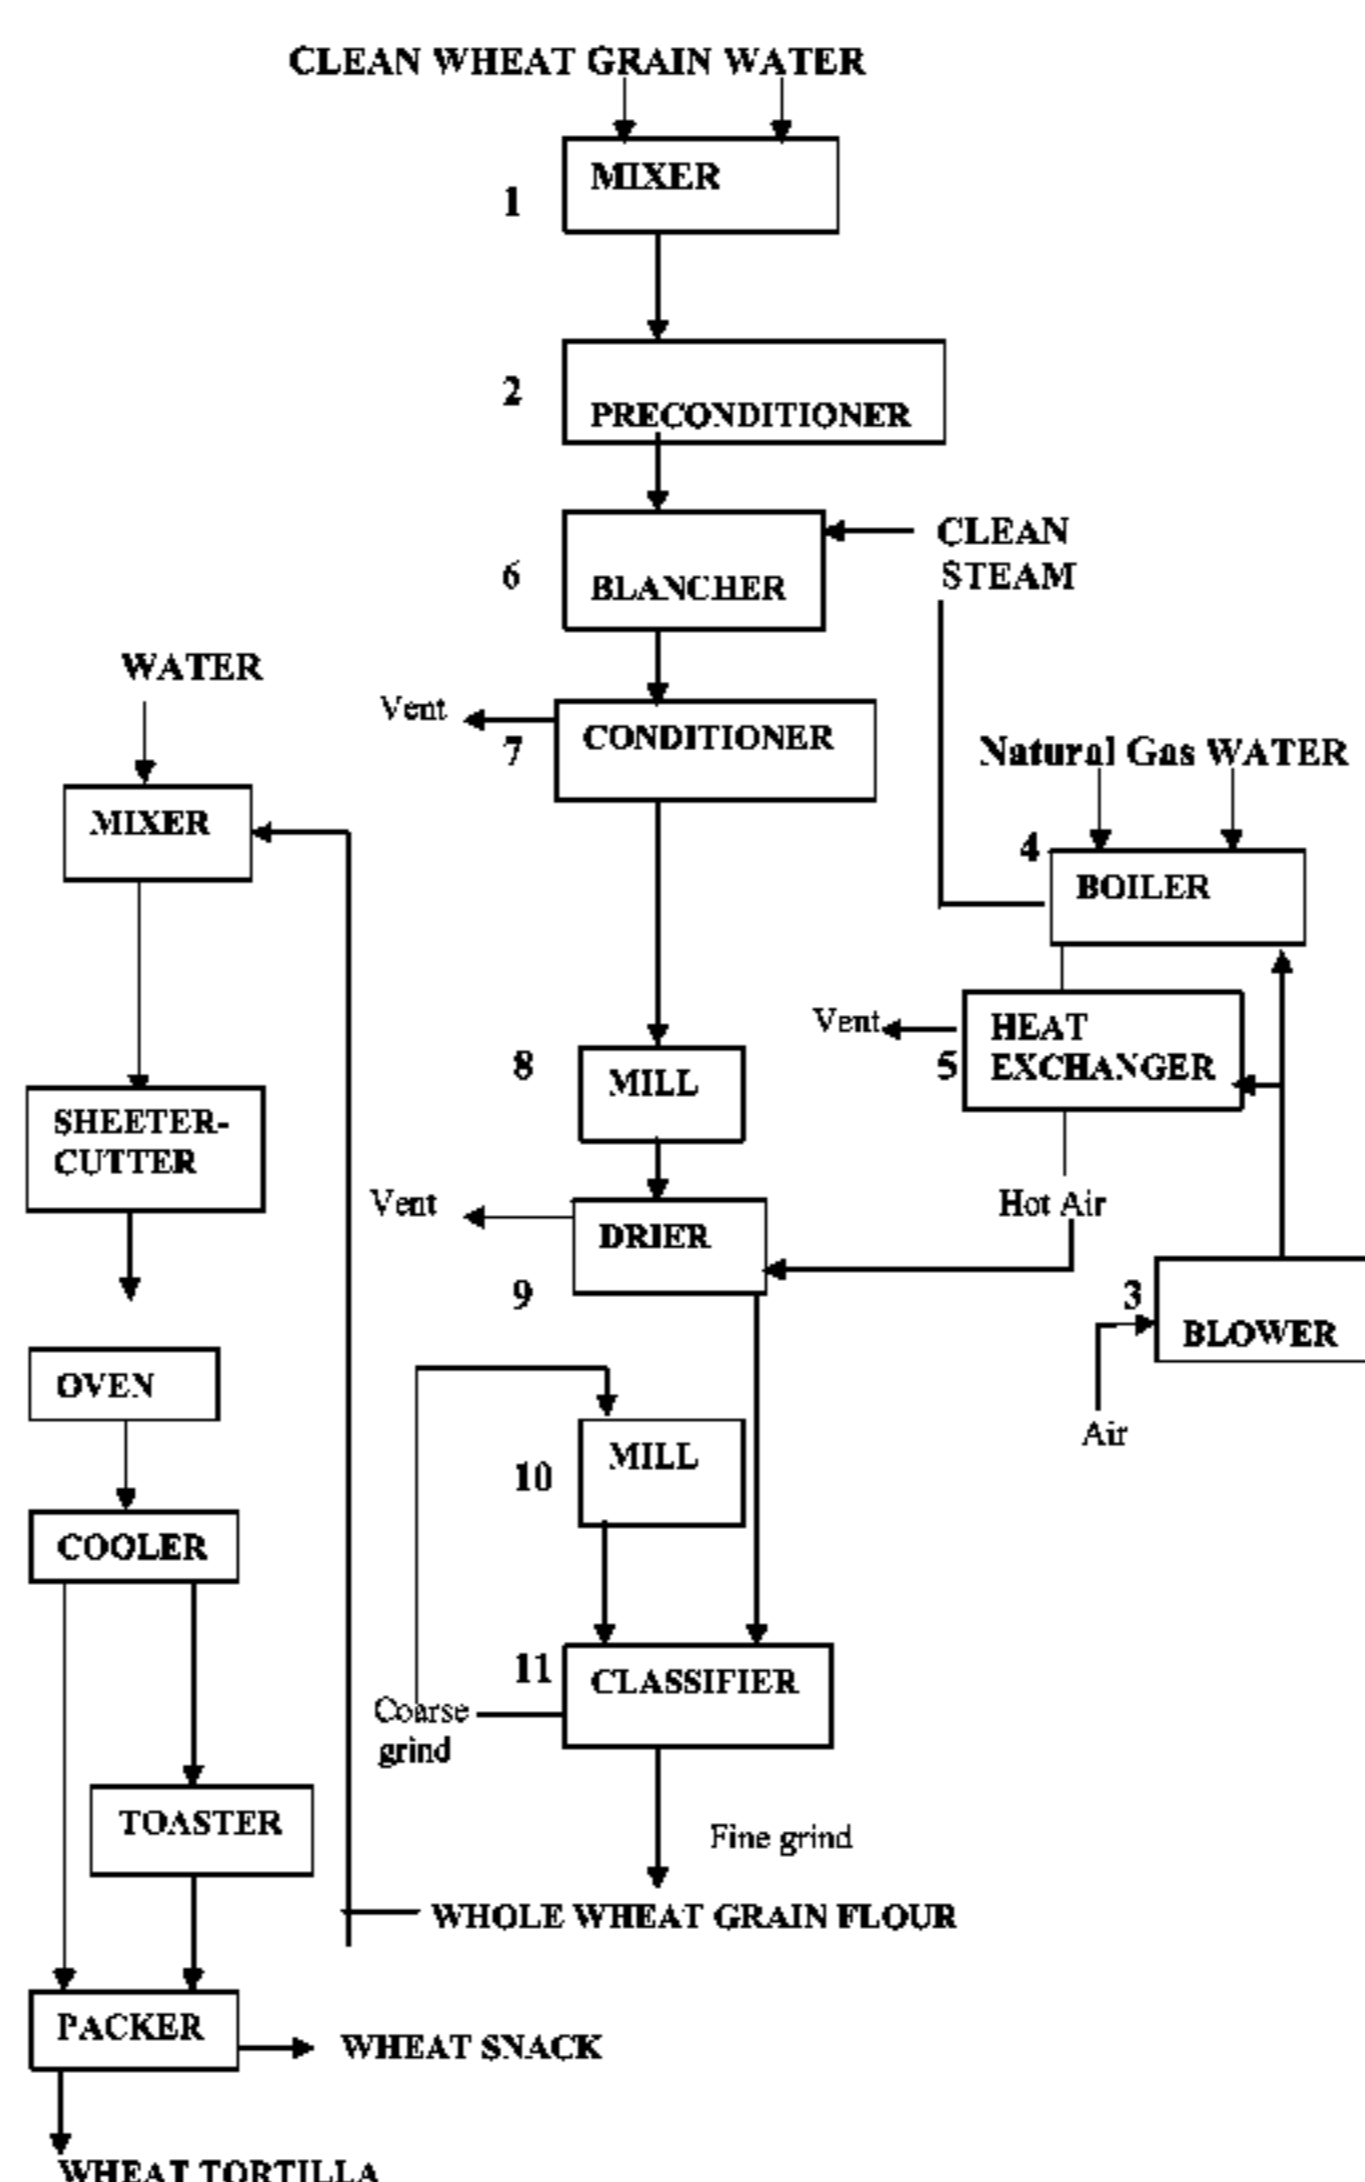 CLEAN WHEAT GRAIN WATER
MIXER
1
2
PRECONDITIONER
CLEAN
STEAM
6
BLANCHER
WATER
Vent
7
CONDITIONER
Natural Gas WATER
MIXER
4
BOILER
8
MILL
Vent
5
HEAT
EXCHANGER
SHEETER-
CUTTER
Vent
DRIER
9
Hot Air
3
BLOWER
Air
OVEN
10
MILL
COOLER
11
CLASSIFIER
Coarse
grind
TOASTER
Fine grind
WHOLE WHEAT GRAIN FLOUR
PACKER
WHEAT SNACK
WHEAT TORTILLA